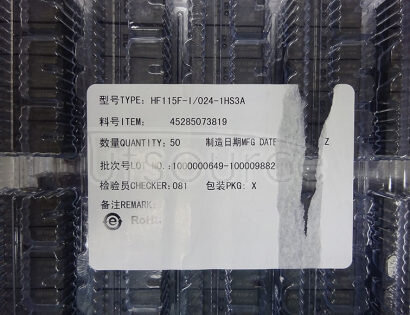 型号TYPE: HF115F-I/024-1HS3A
料号ITEM: 45285073819
数量QUANTITY: 50 制造日期MFG DATE Z
批次号LOT NO.:1000000649-100009882
检验员CHECKER:081 包装PKG: X
备注REMARK:
e RoHS